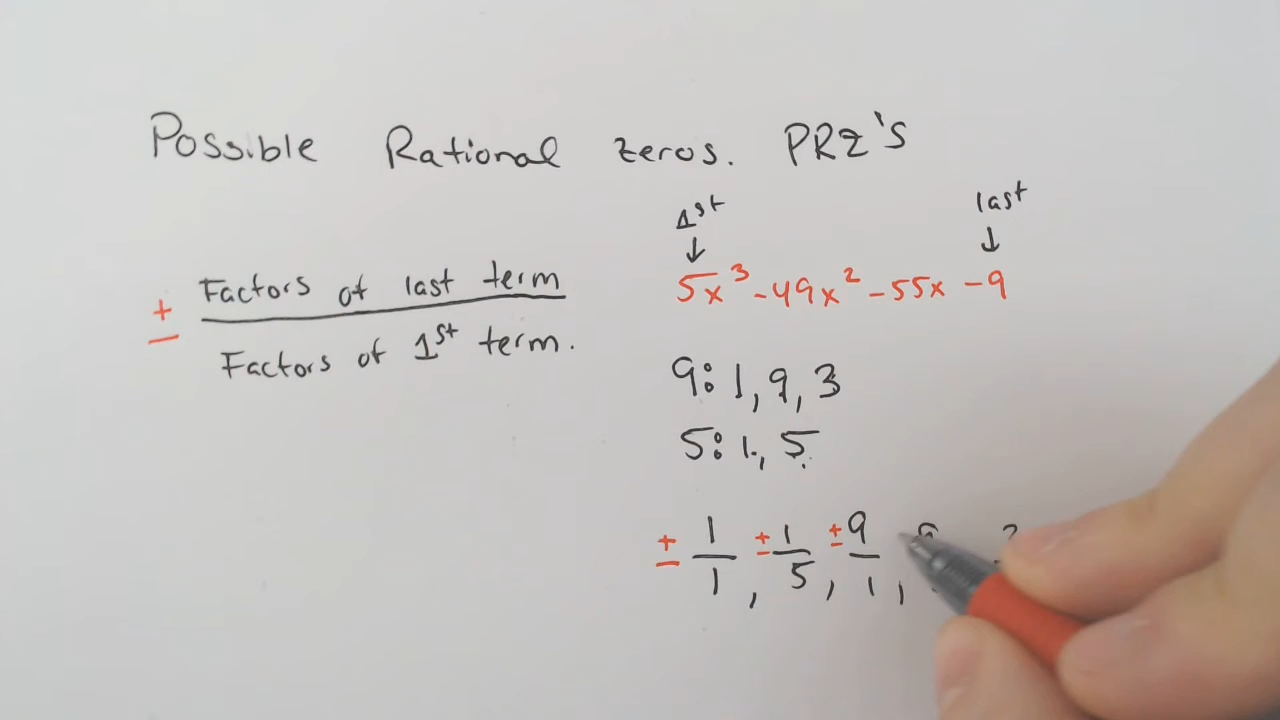 Possible Rational zeros. PRZ's
1st last
± Factors of last term
Factors of 1st term.
5x³ - 49x² - 55x - 9
9: 1, 9, 3
5: 1, 5
± 1/1, ± 1/5, ± 9/1,